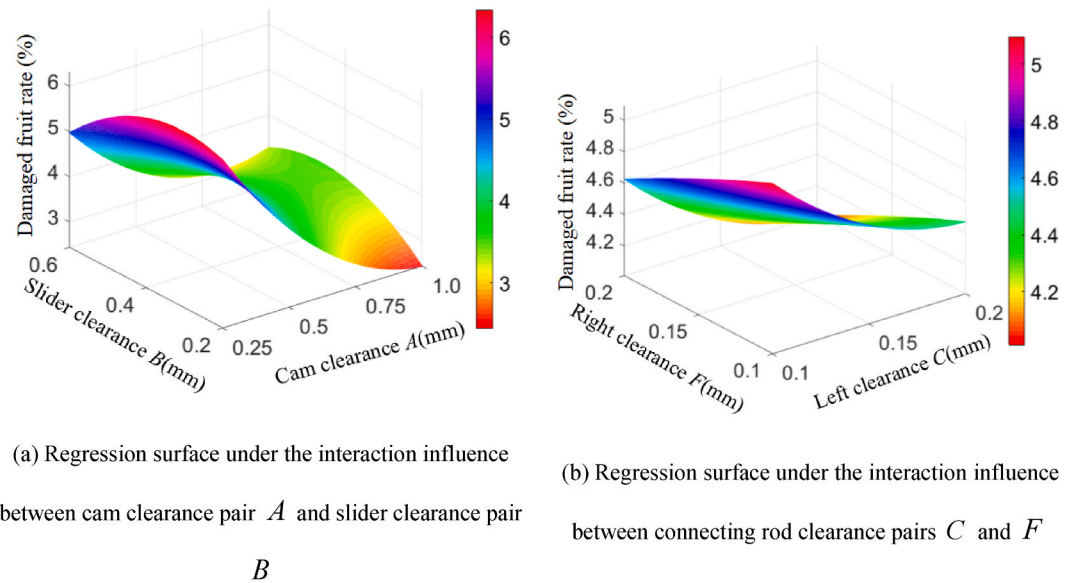 Damaged fruit rate (%)
6
5
4
3
0.6
0.4
0.2
Slider clearance B(mm)
0.25
0.5
0.75
1.0
Cam clearance A(mm)
6
5
4
3
Damaged fruit rate (%)
5
4.8
4.6
4.4
4.2
0.2
0.15
0.1
Right clearance F(mm)
0.1
0.15
0.2
Left clearance C(mm)
5
4.8
4.6
4.4
4.2
(a) Regression surface under the interaction influence
between cam clearance pair A and slider clearance pair
B
(b) Regression surface under the interaction influence
between connecting rod clearance pairs C and F